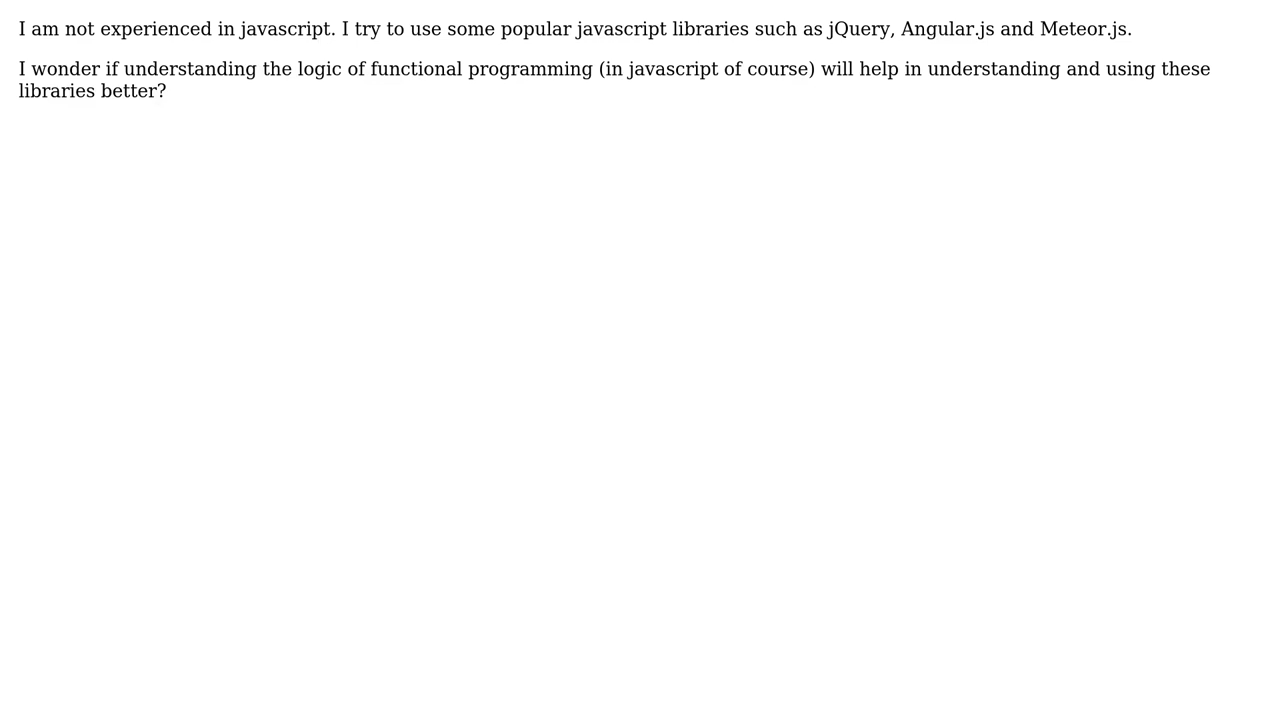 I am not experienced in javascript. I try to use some popular javascript libraries such as jQuery, Angular.js and Meteor.js.
I wonder if understanding the logic of functional programming (in javascript of course) will help in understanding and using these
libraries better?